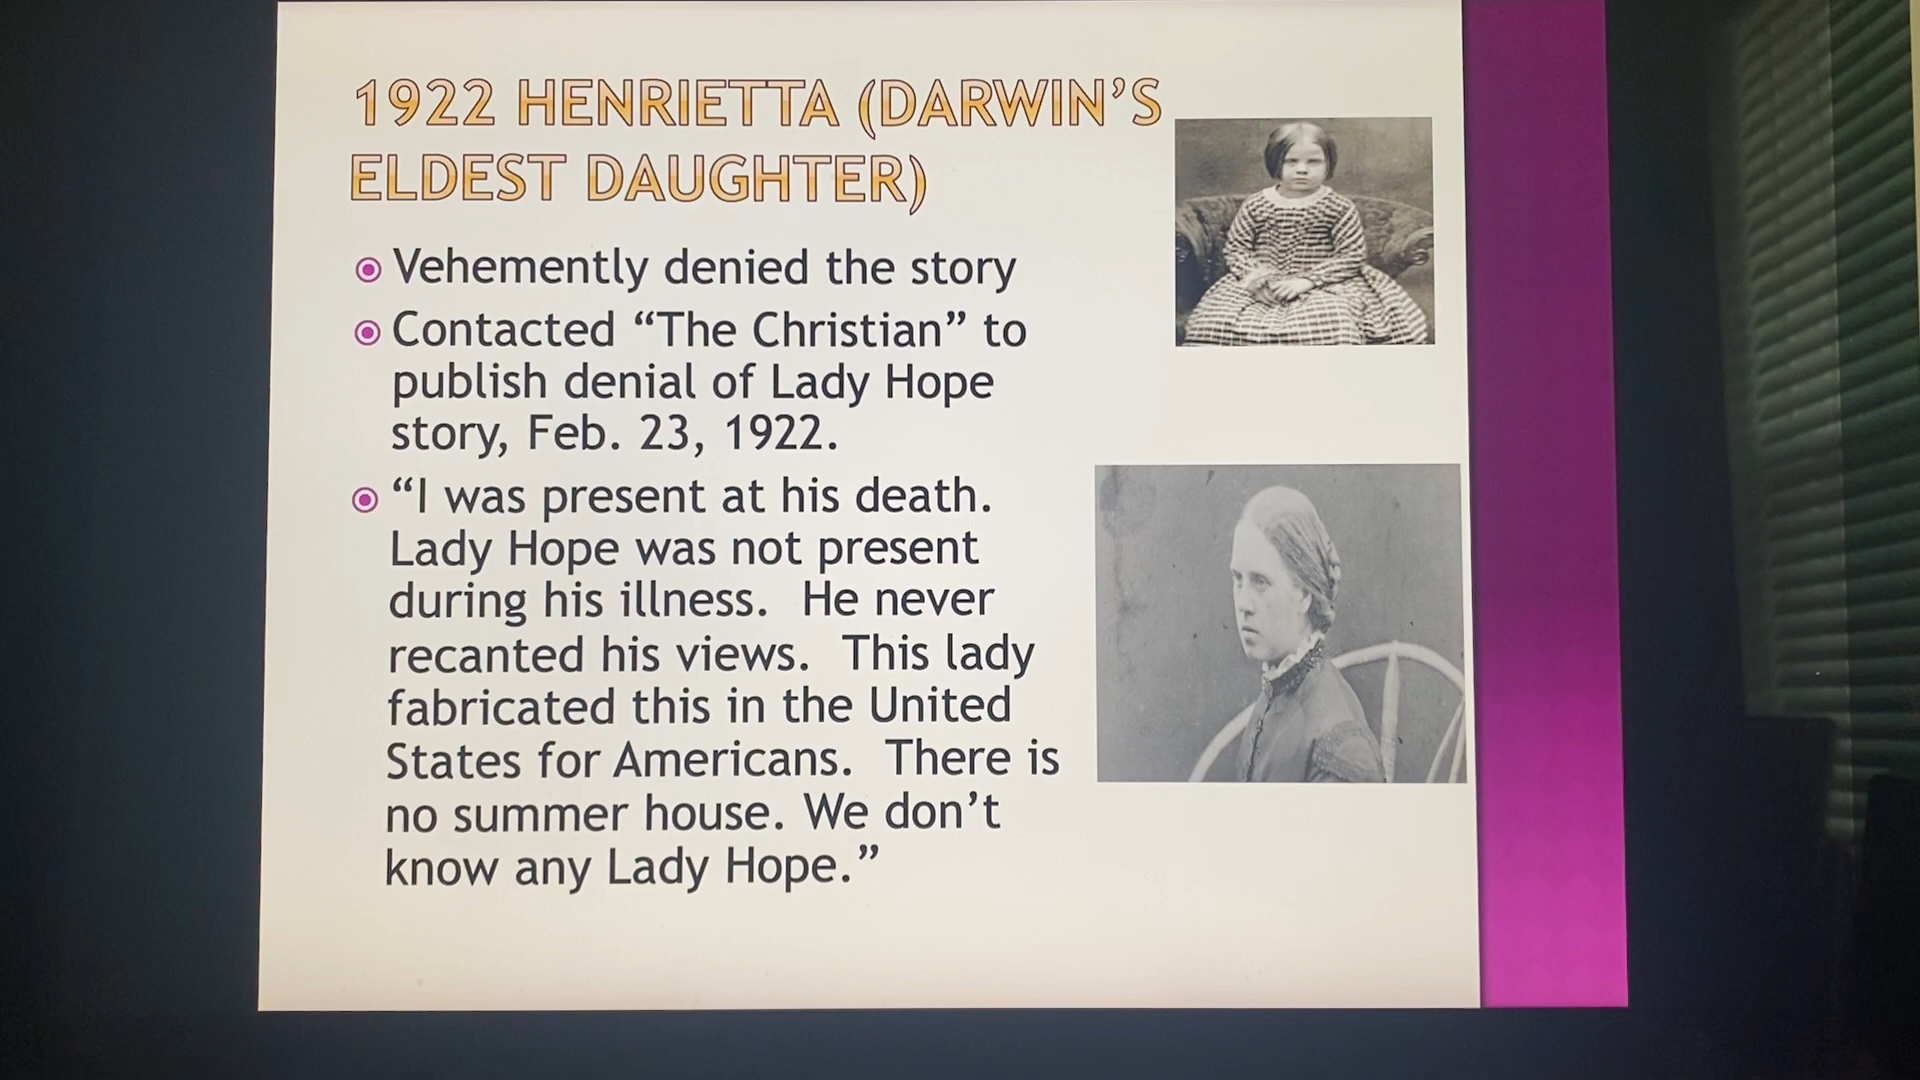 1922 HENRIETTA (DARWIN’S
ELDEST DAUGHTER)
Vehemently denied the story
Contacted “The Christian” to
publish denial of Lady Hope
story, Feb. 23, 1922.
“I was present at his death.
Lady Hope was not present
during his illness.  He never
recanted his views.  This lady
fabricated this in the United
States for Americans.  There is
no summer house. We don’t
know any Lady Hope.”